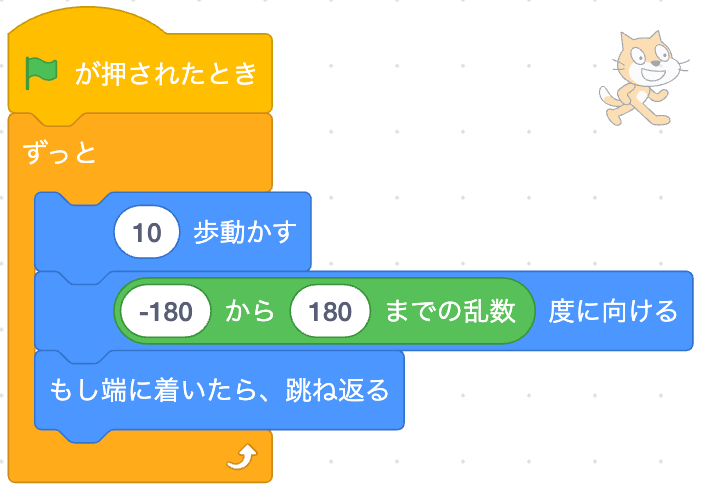 が押されたとき
ずっと
10 歩動かす
-180 から 180 までの乱数 度に向ける
もし端に着いたら、跳ね返る